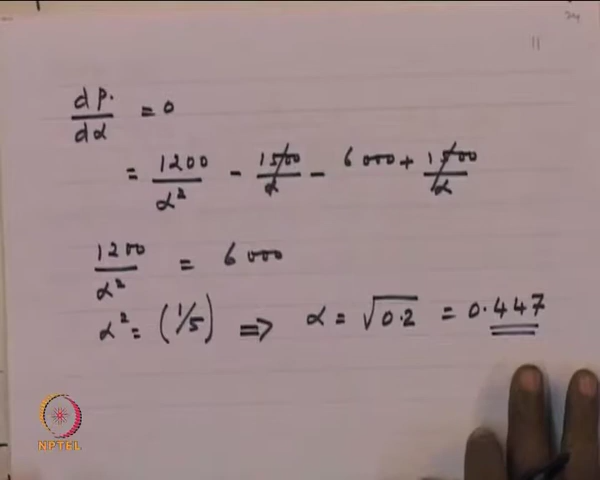 11
dP./dα = 0
= 1200/α² - 1500/α - 6000 + 1500/α
1200/α² = 6000
α² = (1/5) => α = √0.2 = 0.447
NPTEL